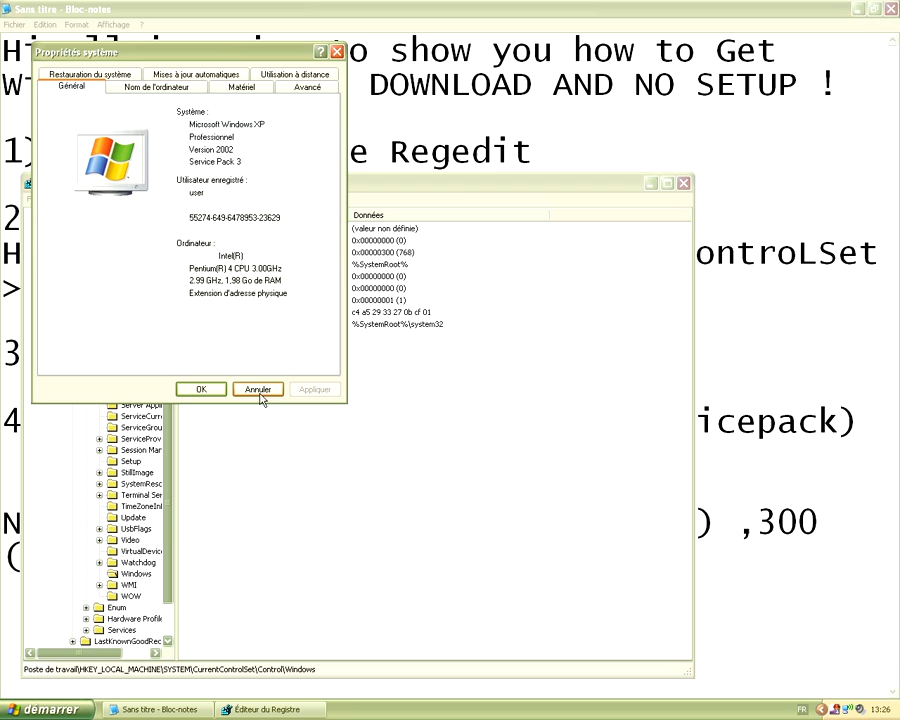 Sans titre - Bloc-notes
Fichier Edition Format Affichage ?
to show you how to Get
DOWNLOAD AND NO SETUP !
1)
e Regedit
2
ontroLSet
>
3
4
icepack)
) ,300
(
Propriétés système
Restauration du système Mises à jour automatiques Utilisation à distance
Général Nom de l'ordinateur Matériel Avancé
Système :
Microsoft Windows XP
Professionnel
Version 2002
Service Pack 3
Utilisateur enregistré :
user
55274-649-6478953-23629
Ordinateur :
Intel(R)
Pentium(R) 4 CPU 3.00GHz
2.99 GHz, 1,98 Go de RAM
Extension d'adresse physique
OK Annuler Appliquer
Données
(valeur non définie)
0x00000000 (0)
0x00000300 (768)
%SystemRoot%
0x00000000 (0)
0x00000000 (0)
0x00000001 (1)
c4 a5 29 33 27 0b cf 01
%SystemRoot%\system32
Server Appl
ServiceCurr
ServiceGrou
ServiceProv
Session Mar
Setup
StillImage
SystemResc
Terminal Ser
TimeZoneInf
Update
UsbFlags
Video
VirtualDevic
Watchdog
Windows
WMI
WOW
Enum
Hardware Profile
Services
LastKnownGoodRec
Poste de travail\HKEY_LOCAL_MACHINE\SYSTEM\CurrentControlSet\Control\Windows
démarrer Sans titre - Bloc-notes Éditeur du Registre FR 13:26